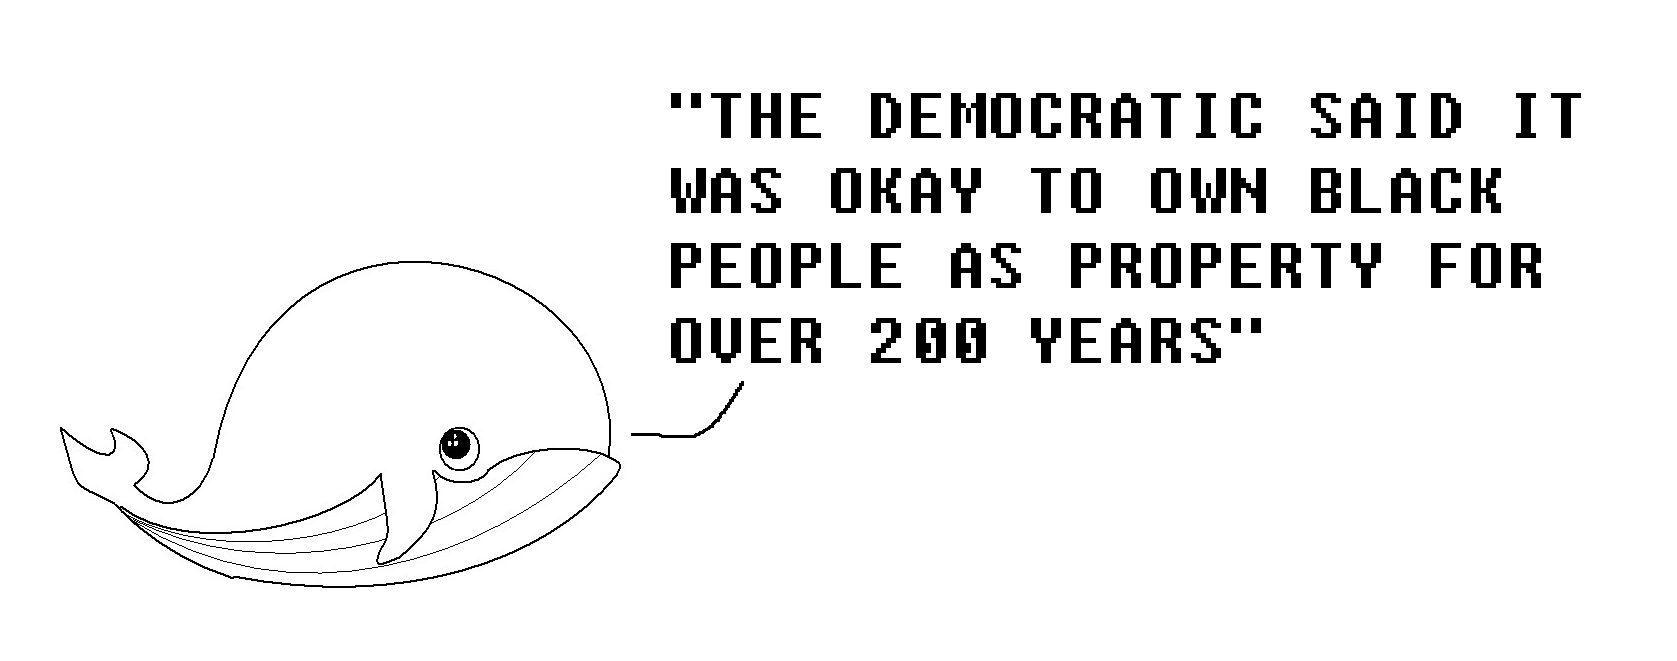 "THE DEMOCRATIC SAID IT
WAS OKAY TO OWN BLACK
PEOPLE AS PROPERTY FOR
OVER 200 YEARS"